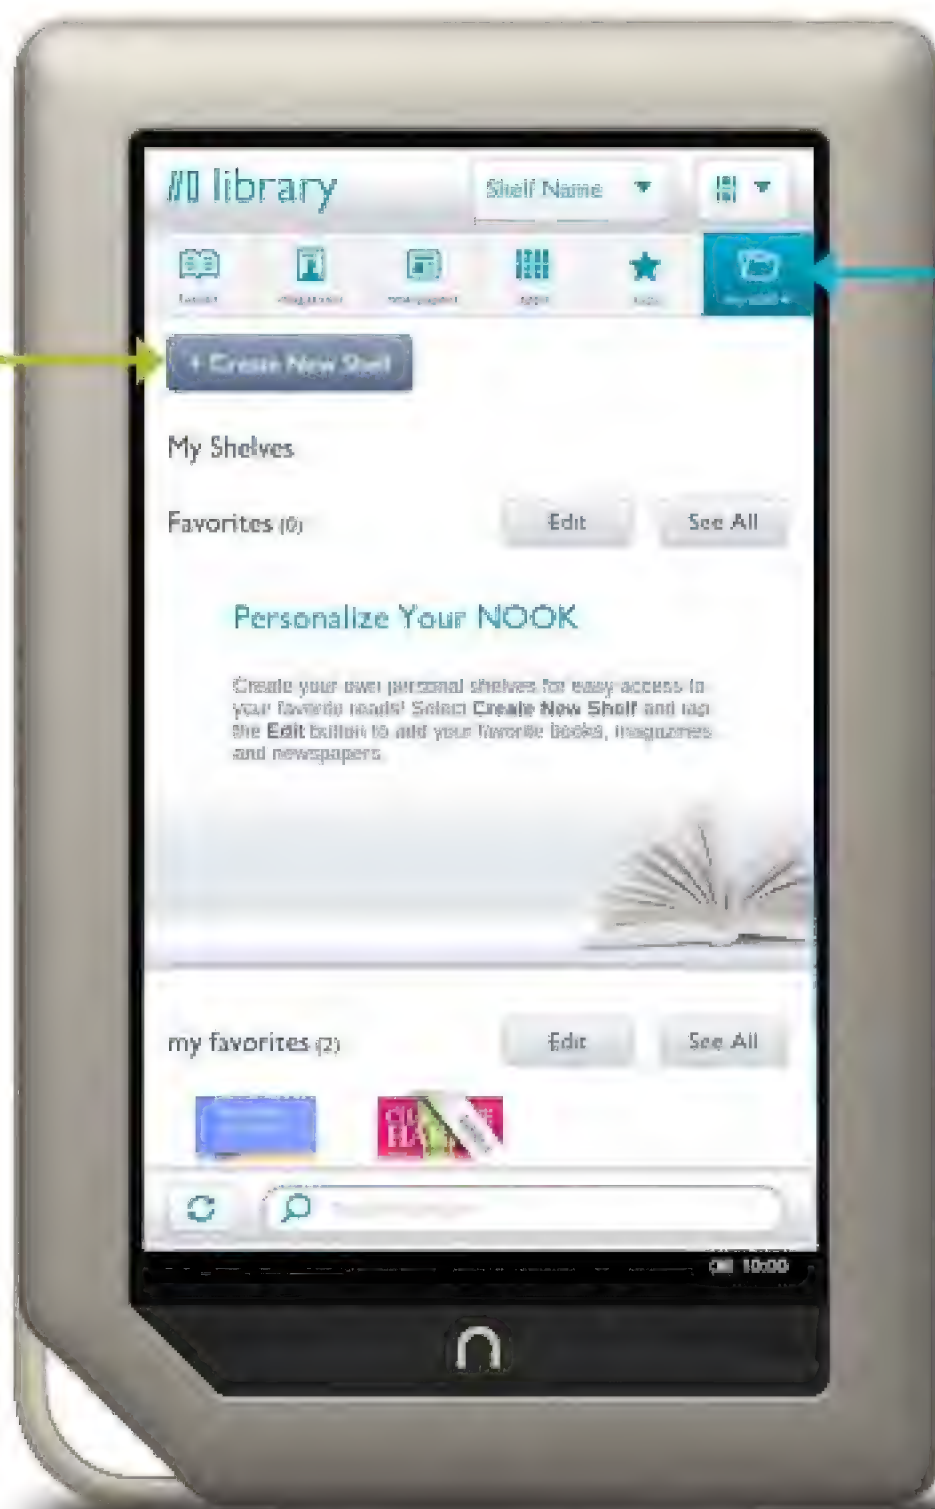 library
Shelf Name
apps
+ Create New Shelf
My Shelves
Favorites (0)
Edit
See All
Personalize Your NOOK
Create your own personal shelves for easy access to
your favorite reads! Select Create New Shelf and tap
the Edit button to add your favorite books, magazines
and newspapers.
my favorites (2)
Edit
See All
10:00